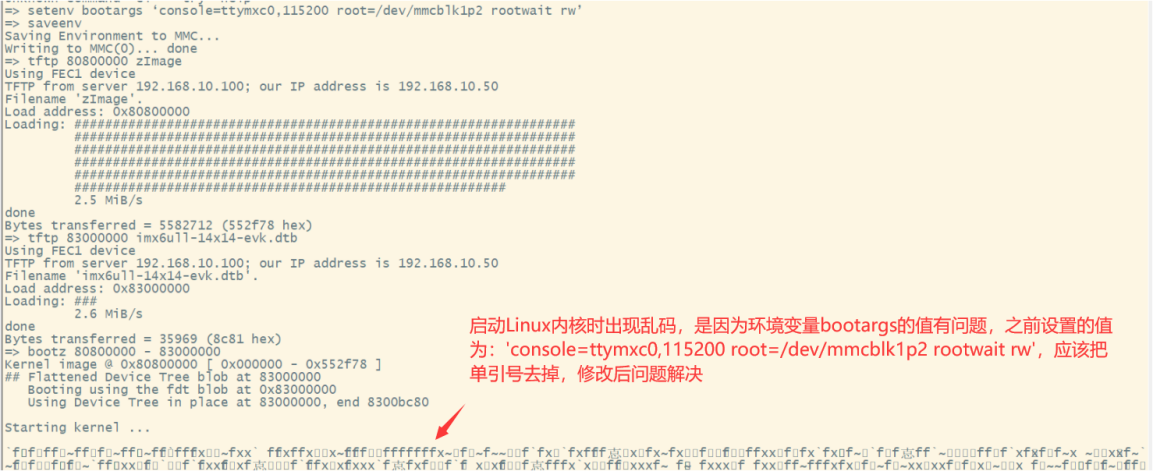 => setenv bootargs ‘console=ttymxc0,115200 root=/dev/mmcblk1p2 rootwait rw’
=> saveenv
Saving Environment to MMC...
Writing to MMC(0)... done
=> tftp 80800000 zImage
Using FEC1 device
TFTP from server 192.168.10.100; our IP address is 192.168.10.50
Filename 'zImage'.
Load address: 0x80800000
Loading: #################################################################
#################################################################
#################################################################
#################################################################
#################################################################
########################################################
2.5 MiB/s
done
Bytes transferred = 5582712 (552f78 hex)
=> tftp 83000000 imx6ull-14x14-evk.dtb
Using FEC1 device
TFTP from server 192.168.10.100; our IP address is 192.168.10.50
Filename 'imx6ull-14x14-evk.dtb'.
Load address: 0x83000000
Loading: ###
2.6 MiB/s
done
Bytes transferred = 35969 (8c81 hex)
=> bootz 80800000 - 83000000
Kernel image @ 0x80800000 [ 0x000000 - 0x552f78 ]
## Flattened Device Tree blob at 83000000
Booting using the fdt blob at 0x83000000
Using Device Tree in place at 83000000, end 8300bc80
Starting kernel ...
启动Linux内核时出现乱码，是因为环境变量bootargs的值有问题，之前设置的值
为：'console=ttymxc0,115200 root=/dev/mmcblk1p2 rootwait rw'，应该把
单引号去掉，修改后问题解决